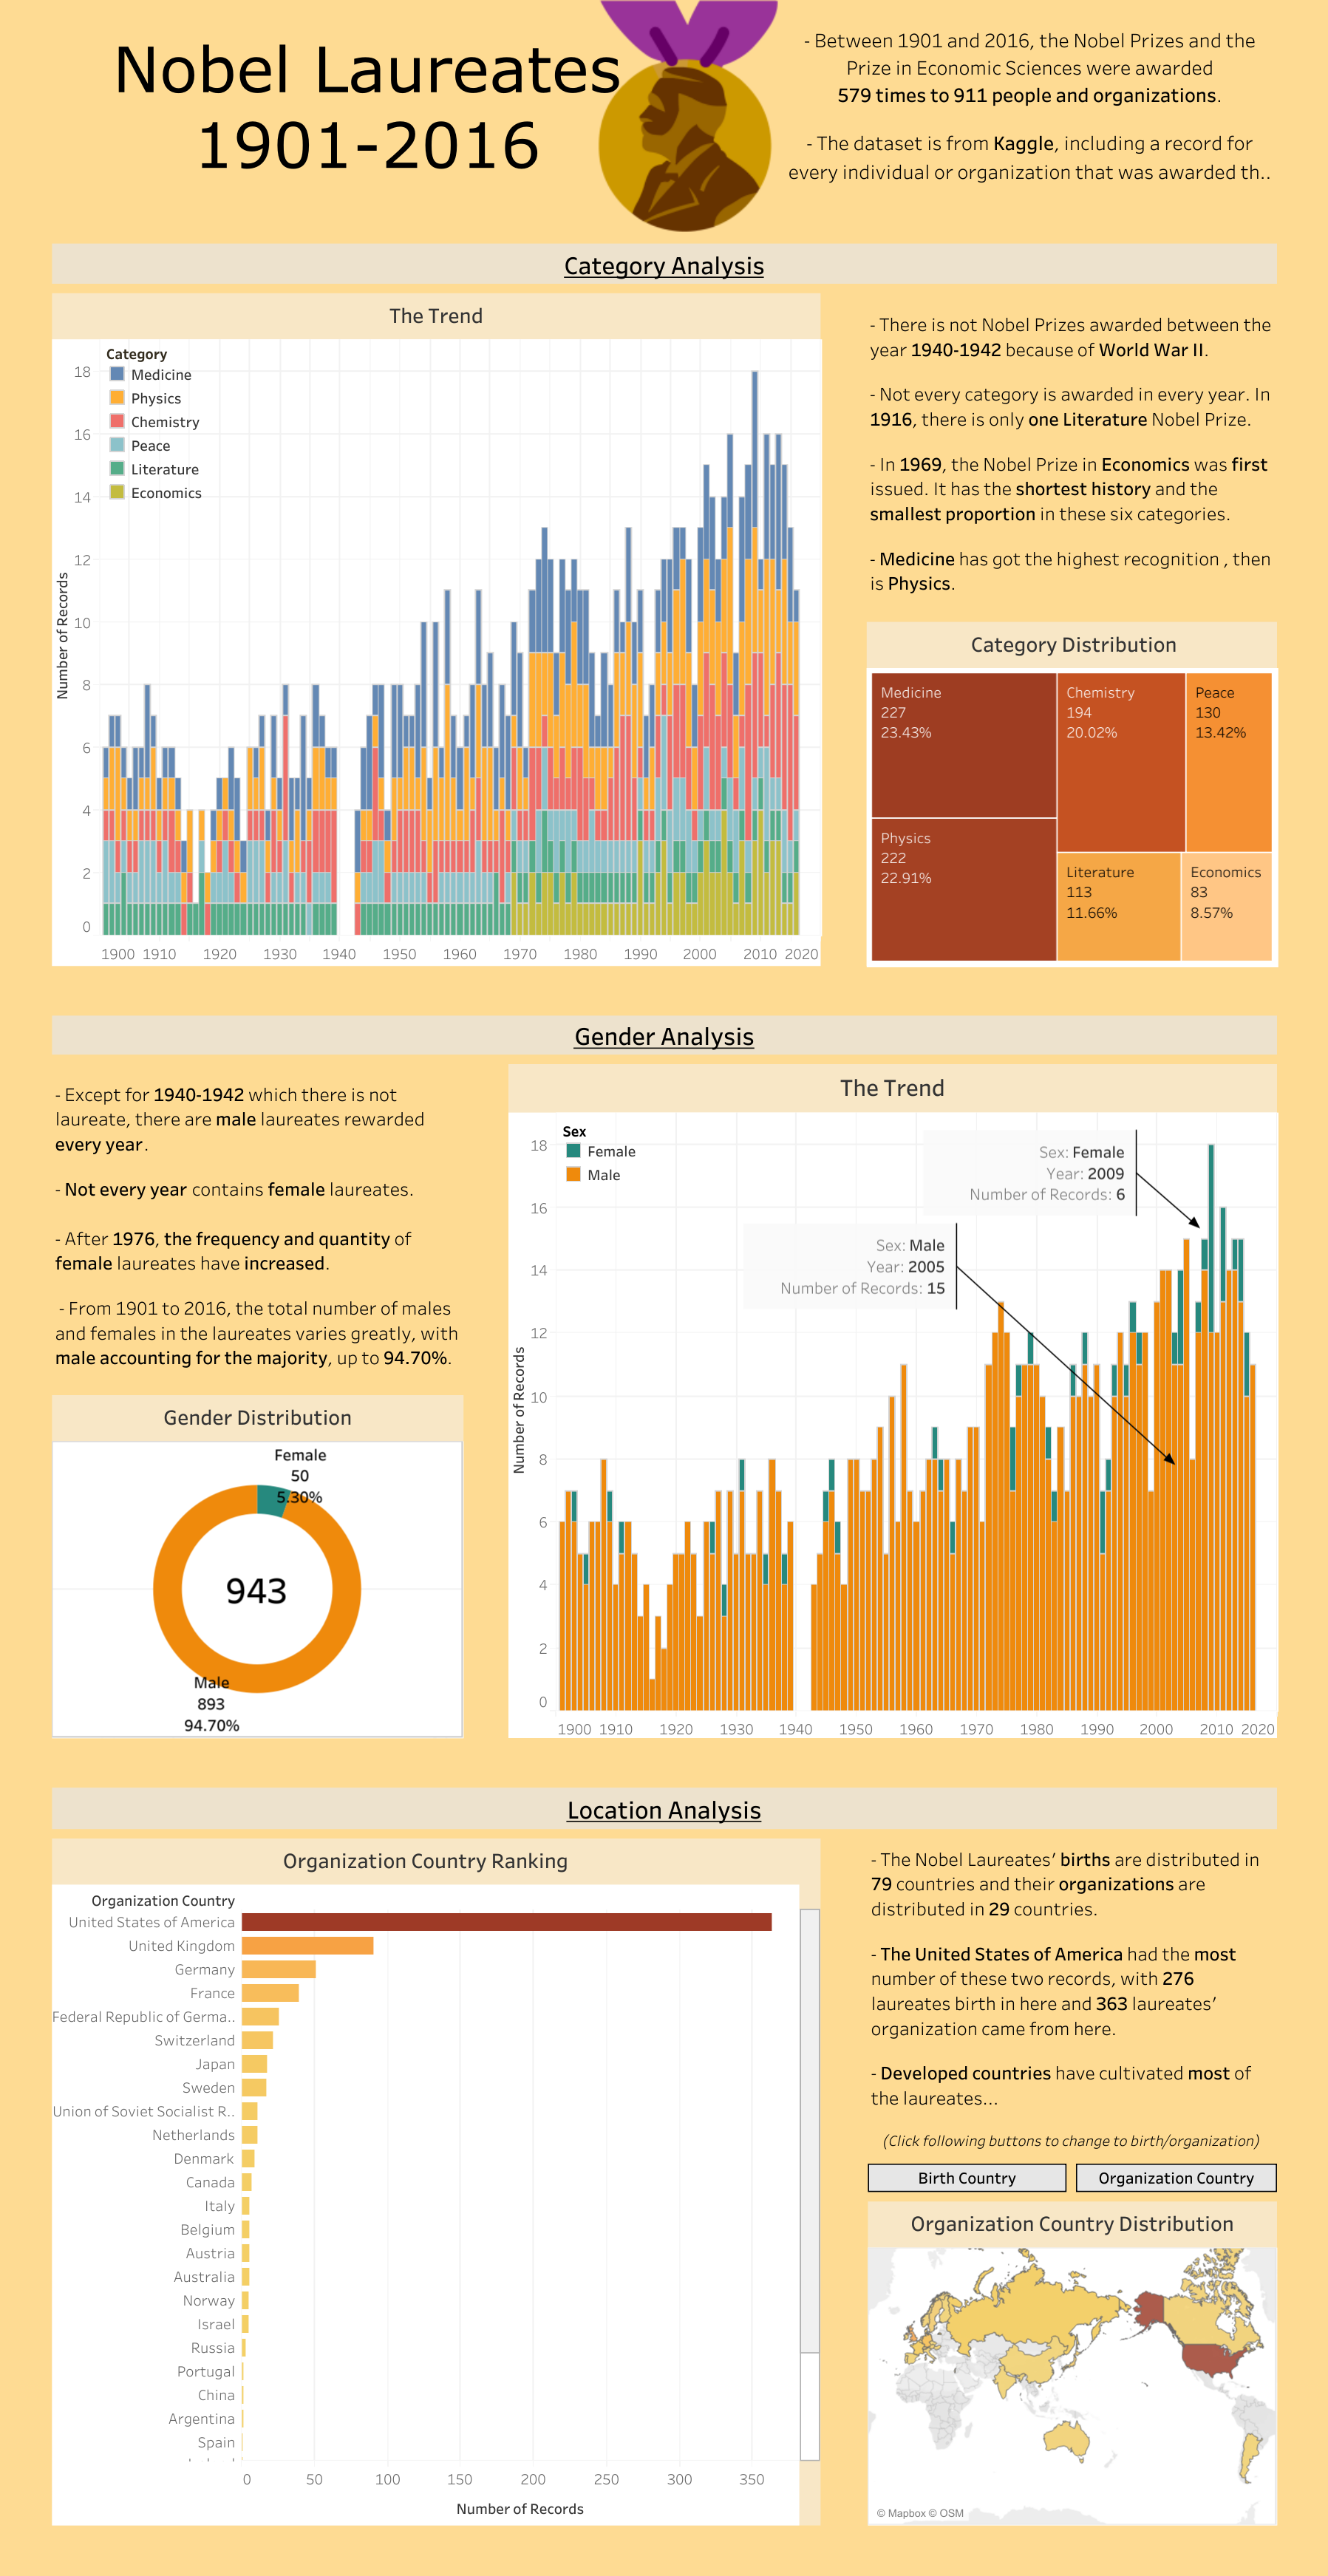 Nobel Laureates
1901-2016
- Between 1901 and 2016, the Nobel Prizes and the
Prize in Economic Sciences were awarded
579 times to 911 people and organizations.
- The dataset is from Kaggle, including a record for
every individual or organization that was awarded th..
Category Analysis
The Trend
Category
Medicine
Physics
Chemistry
Peace
Literature
Economics
Number of Records
18
16
14
12
10
8
6
4
2
0
1900 1910 1920 1930 1940 1950 1960 1970 1980 1990 2000 2010 2020
- There is not Nobel Prizes awarded between the
year 1940-1942 because of World War II.
- Not every category is awarded in every year. In
1916, there is only one Literature Nobel Prize.
- In 1969, the Nobel Prize in Economics was first
issued. It has the shortest history and the
smallest proportion in these six categories.
- Medicine has got the highest recognition , then
is Physics.
Category Distribution
Medicine
227
23.43%
Physics
222
22.91%
Chemistry
194
20.02%
Peace
130
13.42%
Literature
113
11.66%
Economics
83
8.57%
Gender Analysis
- Except for 1940-1942 which there is not
laureate, there are male laureates rewarded
every year.
- Not every year contains female laureates.
- After 1976, the frequency and quantity of
female laureates have increased.
- From 1901 to 2016, the total number of males
and females in the laureates varies greatly, with
male accounting for the majority, up to 94.70%.
Gender Distribution
Female
50
5.30%
943
Male
893
94.70%
The Trend
Sex
Female
Male
Sex: Female
Year: 2009
Number of Records: 6
Sex: Male
Year: 2005
Number of Records: 15
Number of Records
18
16
14
12
10
8
6
4
2
0
1900 1910 1920 1930 1940 1950 1960 1970 1980 1990 2000 2010 2020
Location Analysis
Organization Country Ranking
Organization Country
United States of America
United Kingdom
Germany
France
Federal Republic of Germa..
Switzerland
Japan
Sweden
Union of Soviet Socialist R..
Netherlands
Denmark
Canada
Italy
Belgium
Austria
Australia
Norway
Israel
Russia
Portugal
China
Argentina
Spain
0 50 100 150 200 250 300 350
Number of Records
- The Nobel Laureates’ births are distributed in
79 countries and their organizations are
distributed in 29 countries.
- The United States of America had the most
number of these two records, with 276
laureates birth in here and 363 laureates’
organization came from here.
- Developed countries have cultivated most of
the laureates...
(Click following buttons to change to birth/organization)
Birth Country
Organization Country
Organization Country Distribution
© Mapbox © OSM